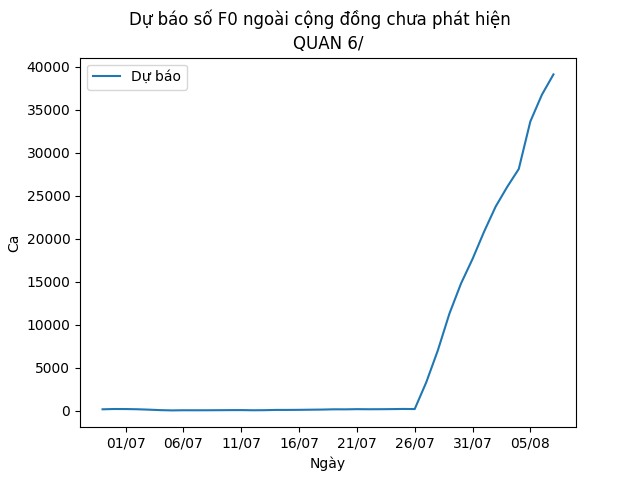 Dự báo số F0 ngoài cộng đồng chưa phát hiện
QUAN 6/
Dự báo
Ca
40000
35000
30000
25000
20000
15000
10000
5000
0
01/07 06/07 11/07 16/07 21/07 26/07 31/07 05/08
Ngày